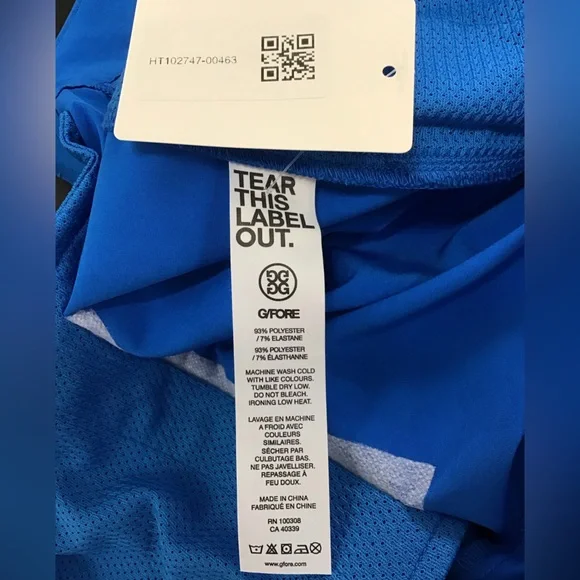 HT102747-00463
TEAR
THIS
LABEL
OUT.
G/FORE
93% POLYESTER
/ 7% ELASTANE
93% POLYESTER
/ 7% ÉLASTHANNE
MACHINE WASH COLD
WITH LIKE COLOURS.
TUMBLE DRY LOW.
DO NOT BLEACH.
IRONING LOW HEAT.
LAVAGE EN MACHINE
A FROID AVEC
COULEURS
SIMILAIRES.
SÉCHER PAR
CULBUTAGE BAS.
NE PAS JAVELLISER.
REPASSAGE À
FEU DOUX.
MADE IN CHINA
FABRIQUÉ EN CHINE
RN 100308
CA 40339
www.gfore.com